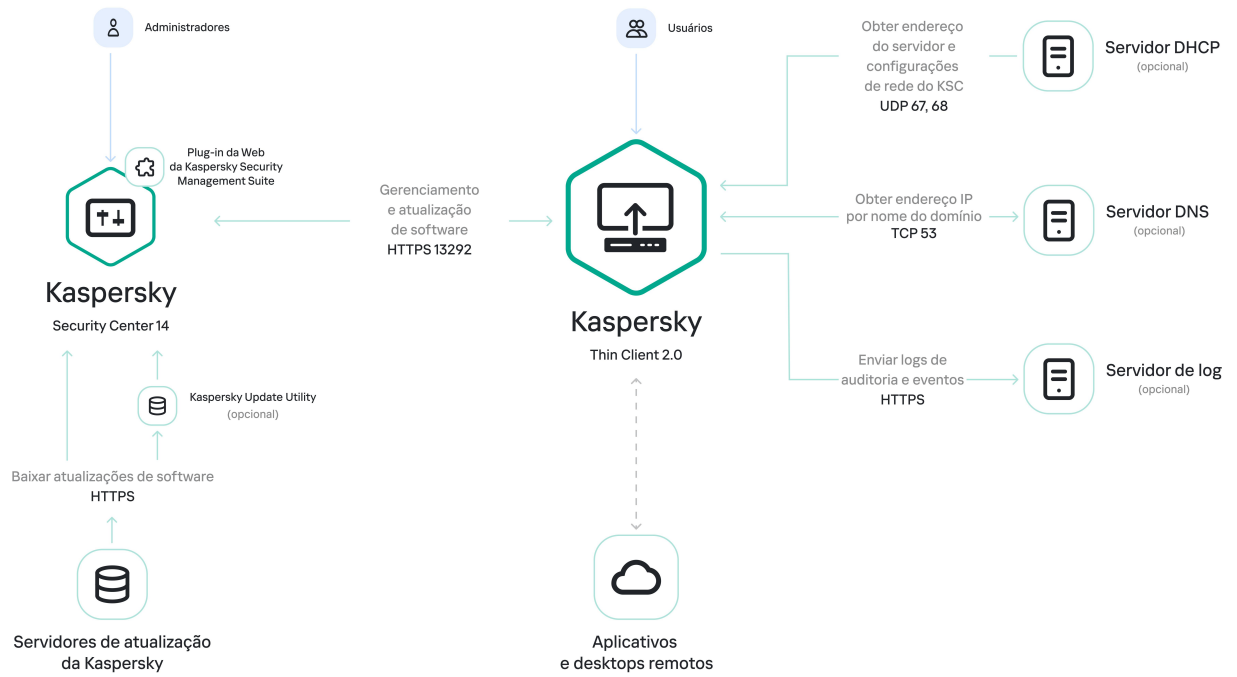 Administradores
Usuários
Obter endereço
do servidor e
configurações
de rede do KSC
UDP 67, 68
Servidor DHCP
(opcional)
Plug-in da Web
da Kaspersky Security
Management Suite
Gerenciamento
e atualização
de software
HTTPS 13292
Obter endereço IP
por nome do domínio
TCP 53
Servidor DNS
(opcional)
Kaspersky
Security Center 14
Kaspersky
Thin Client 2.0
Enviar logs de
auditoria e eventos
HTTPS
Servidor de log
(opcional)
Kaspersky Update Utility
(opcional)
Baixar atualizações de software
HTTPS
Servidores de atualização
da Kaspersky
Aplicativos
e desktops remotos